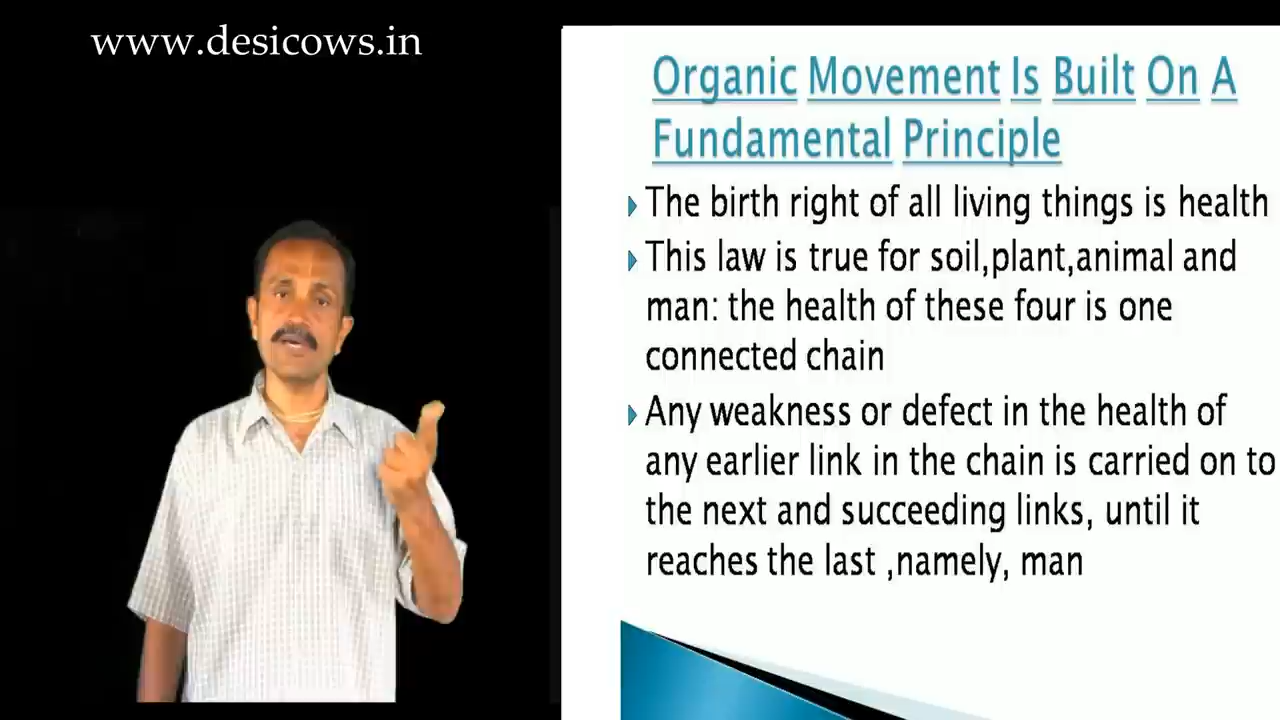 www.desicows.in
Organic Movement Is Built On A
Fundamental Principle
The birth right of all living things is health
This law is true for soil,plant,animal and
man: the health of these four is one
connected chain
Any weakness or defect in the health of
any earlier link in the chain is carried on to
the next and succeeding links, until it
reaches the last ,namely, man